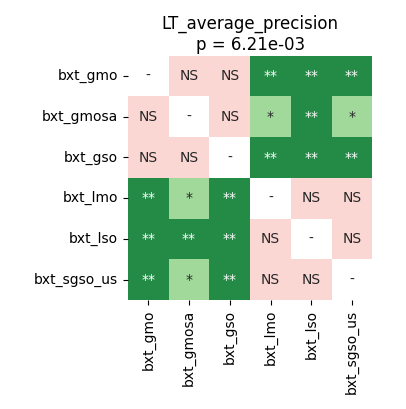 LT_average_precision
p = 6.21e-03
bxt_gmo - NS NS ** ** **
bxt_gmosa NS - NS * ** *
bxt_gso NS NS - ** ** **
bxt_lmo ** * ** - NS NS
bxt_lso ** ** ** NS - NS
bxt_sgso_us ** * ** NS NS -
bxt_gmo
bxt_gmosa
bxt_gso
bxt_lmo
bxt_lso
bxt_sgso_us